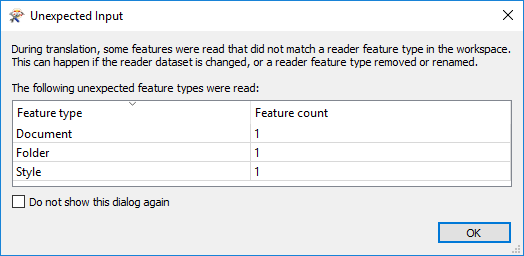 Unexpected Input
During translation, some features were read that did not match a reader feature type in the workspace.
This can happen if the reader dataset is changed, or a reader feature type removed or renamed.
The following unexpected feature types were read:
Feature type Feature count
Document 1
Folder 1
Style 1
Do not show this dialog again
OK